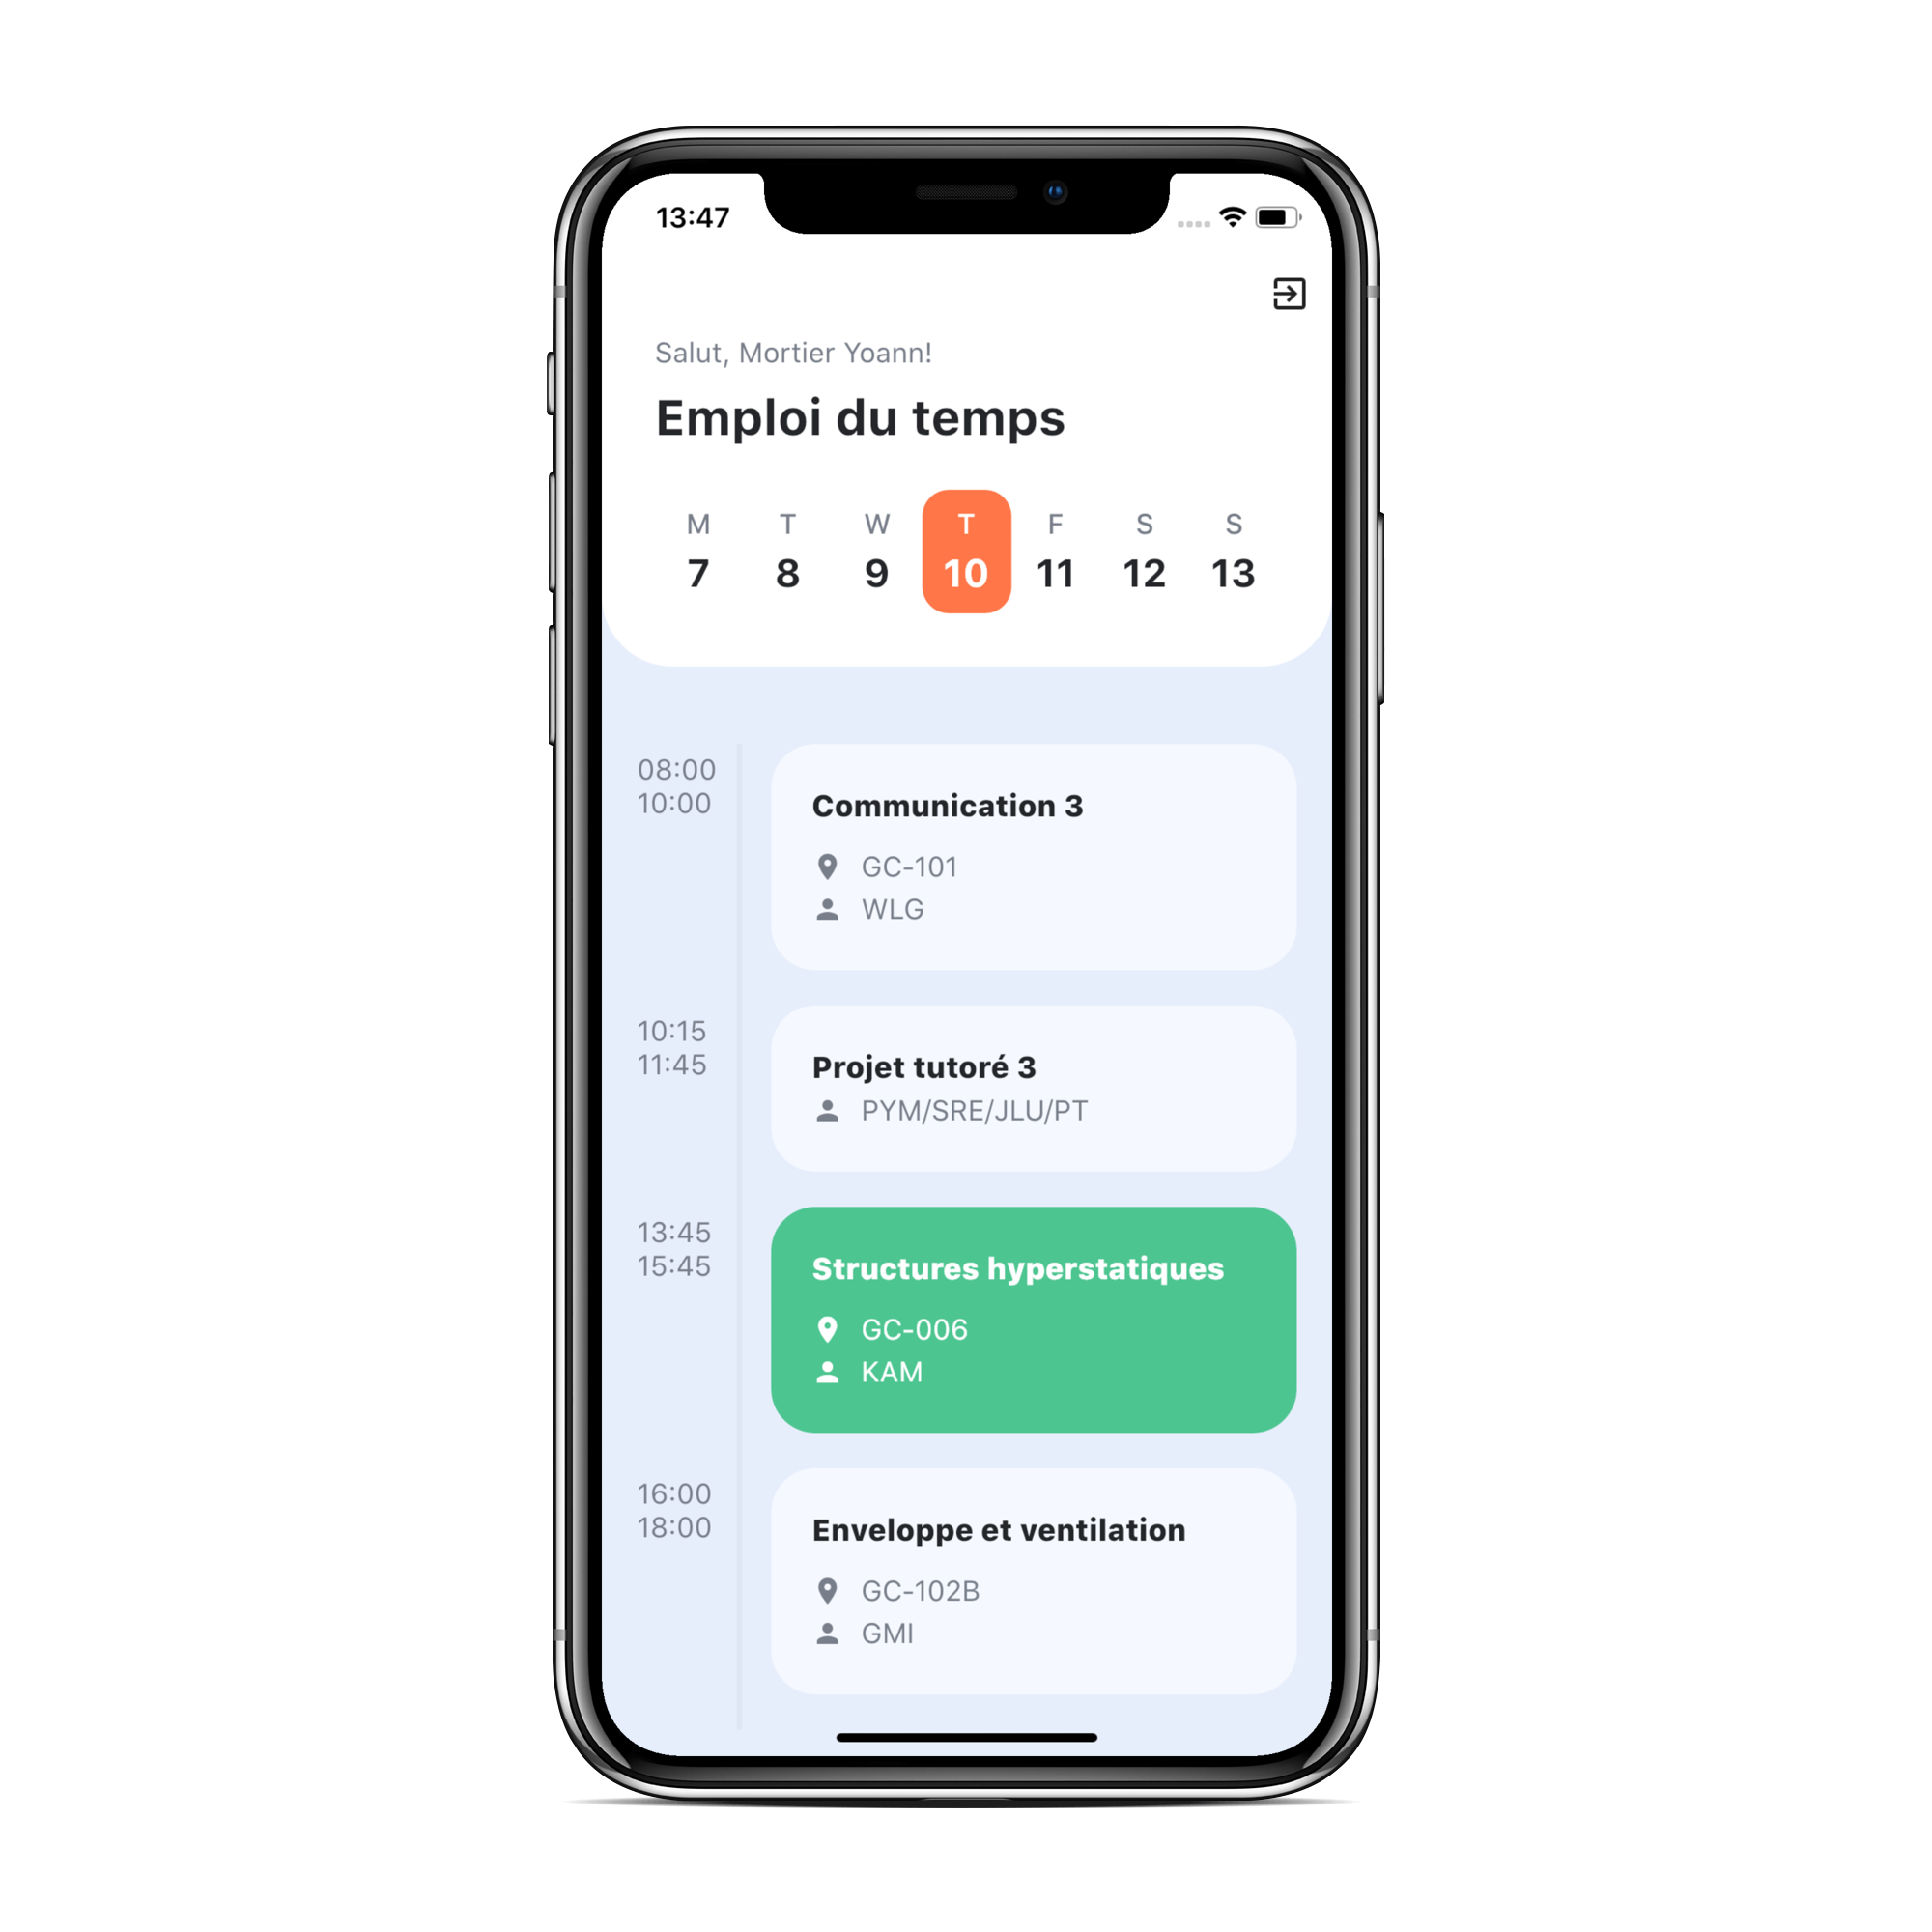 13:47
Salut, Mortier Yoann!
Emploi du temps
M T W T F S S
7 8 9 10 11 12 13
08:00
10:00
Communication 3
GC-101
WLG
10:15
11:45
Projet tutoré 3
PYM/SRE/JLU/PT
13:45
15:45
Structures hyperstatiques
GC-006
KAM
16:00
18:00
Enveloppe et ventilation
GC-102B
GMI